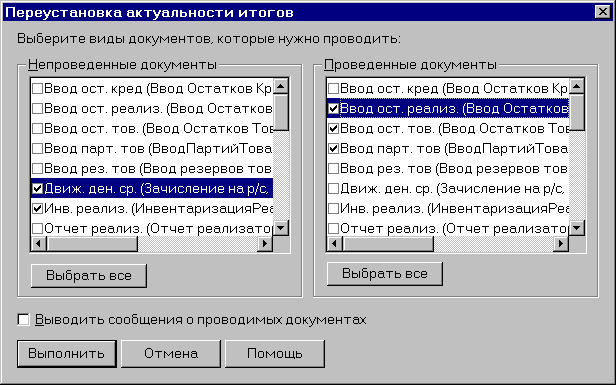 Переустановка актуальности итогов
Выберите виды документов, которые нужно проводить:
Непроведенные документы
Ввод ост. кред (Ввод Остатков Кр
Ввод ост. реализ. (Ввод Остатков
Ввод ост. тов. (Ввод Остатков Тов
Ввод парт. тов (ВводПартийТова
Ввод рез. тов (Ввод резервов тов
Движ. ден. ср. (Зачисление на р/с,
Инв. реализ. (ИнвентаризацияРеа
Отчет реализ. (Отчет реализатор
Выбрать все
Проведенные документы
Ввод ост. кред (Ввод Остатков Кр
Ввод ост. реализ. (Ввод Остатков
Ввод ост. тов. (Ввод Остатков Тов
Ввод парт. тов (ВводПартийТова
Ввод рез. тов (Ввод резервов тов
Движ. ден. ср. (Зачисление на р/с,
Инв. реализ. (ИнвентаризацияРеа
Отчет реализ. (Отчет реализатор
Выбрать все
Выводить сообщения о проводимых документах
Выполнить
Отмена
Помощь